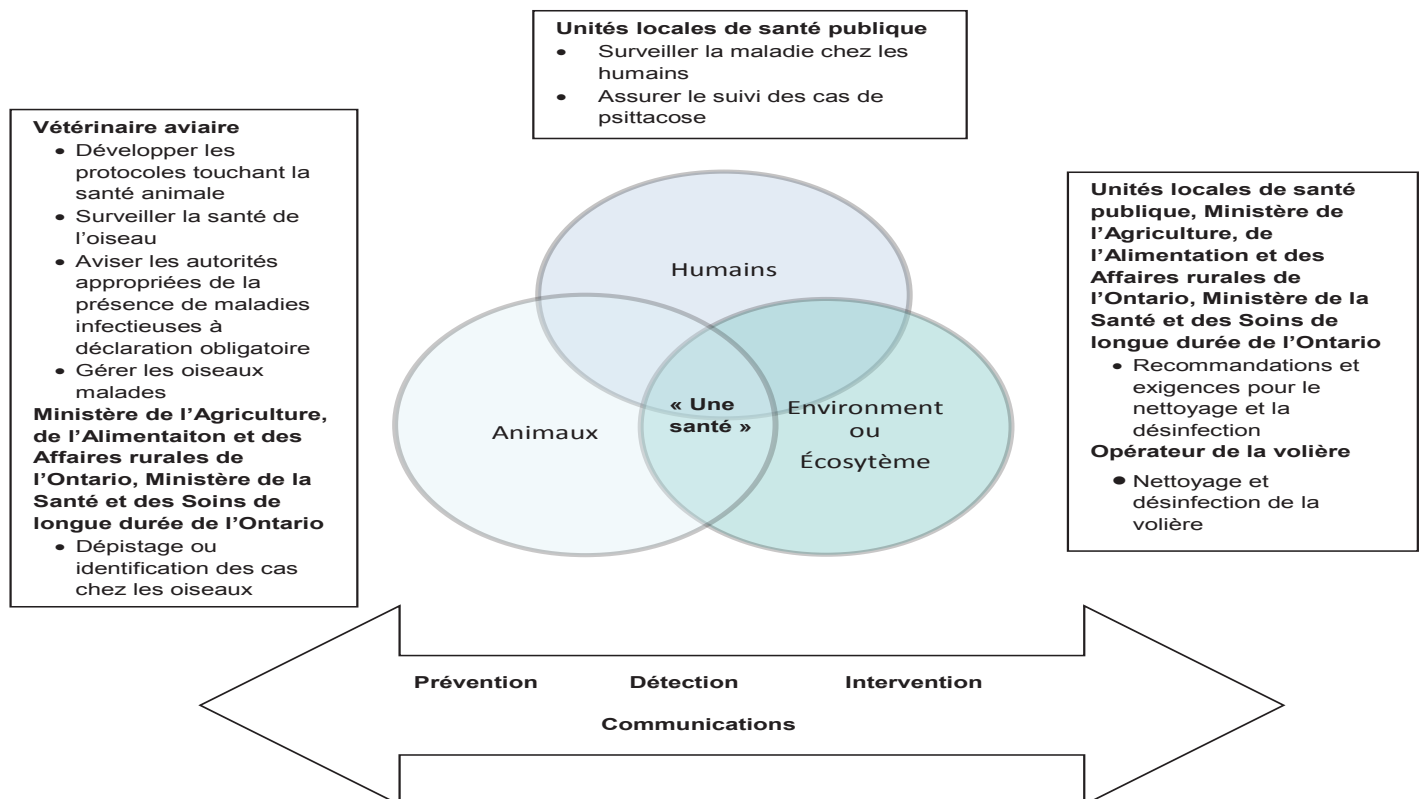 Unités locales de santé publique
• Surveiller la maladie chez les
humains
• Assurer le suivi des cas de
psittacose
Vétérinaire aviaire
• Développer les
protocoles touchant la
santé animale
• Surveiller la santé de
l’oiseau
• Aviser les autorités
appropriées de la
présence de maladies
infectieuses à
déclaration obligatoire
• Gérer les oiseaux
malades
Ministère de l’Agriculture,
de l’Alimentaiton et des
Affaires rurales de
l’Ontario, Ministère de la
Santé et des Soins de
longue durée de l’Ontario
• Dépistage ou
identification des cas
chez les oiseaux
Humains
Animaux
« Une
santé »
Environment
ou
Écosytème
Unités locales de santé
publique, Ministère de
l’Agriculture, de
l’Alimentation et des
Affaires rurales de
l’Ontario, Ministère de la
Santé et des Soins de
longue durée de l’Ontario
• Recommandations et
exigences pour le
nettoyage et la
désinfection
Opérateur de la volière
• Nettoyage et
désinfection de la
volière
Prévention Détection Intervention
Communications